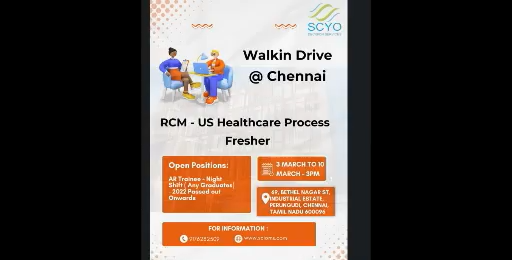 SCYO
Walkin Drive
@ Chennai
RCM - US Healthcare Process
Fresher
Open Positions:
AR Trainee - Night
Shift ( Any Graduates)
2022 Passed out
Onwards
3 MARCH TO 10
MARCH - 3PM
69, BETHEL NAGAR ST,
INDUSTRIAL ESTATE,
PERUNGUDI, CHENNAI,
TAMIL NADU 600096
FOR INFORMATION :